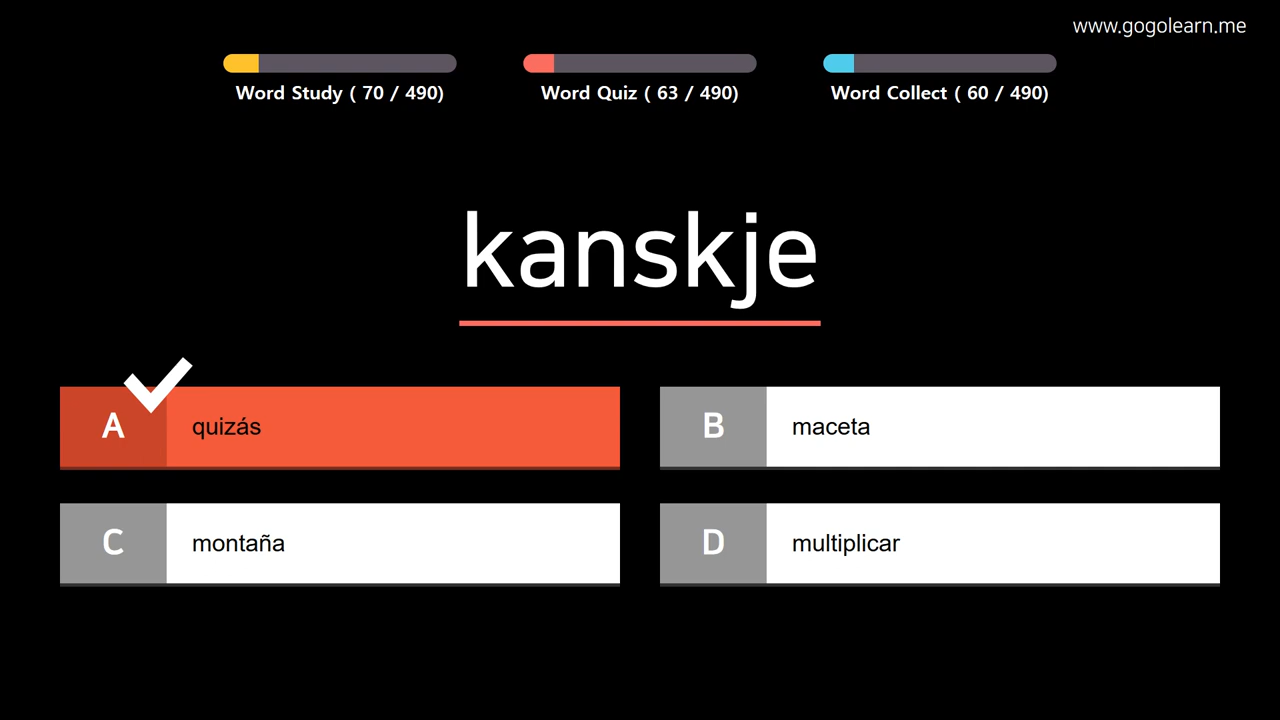 www.gogolearn.me
Word Study ( 70 / 490)
Word Quiz ( 63 / 490)
Word Collect ( 60 / 490)
kanskje
A quizás
B maceta
C montaña
D multiplicar